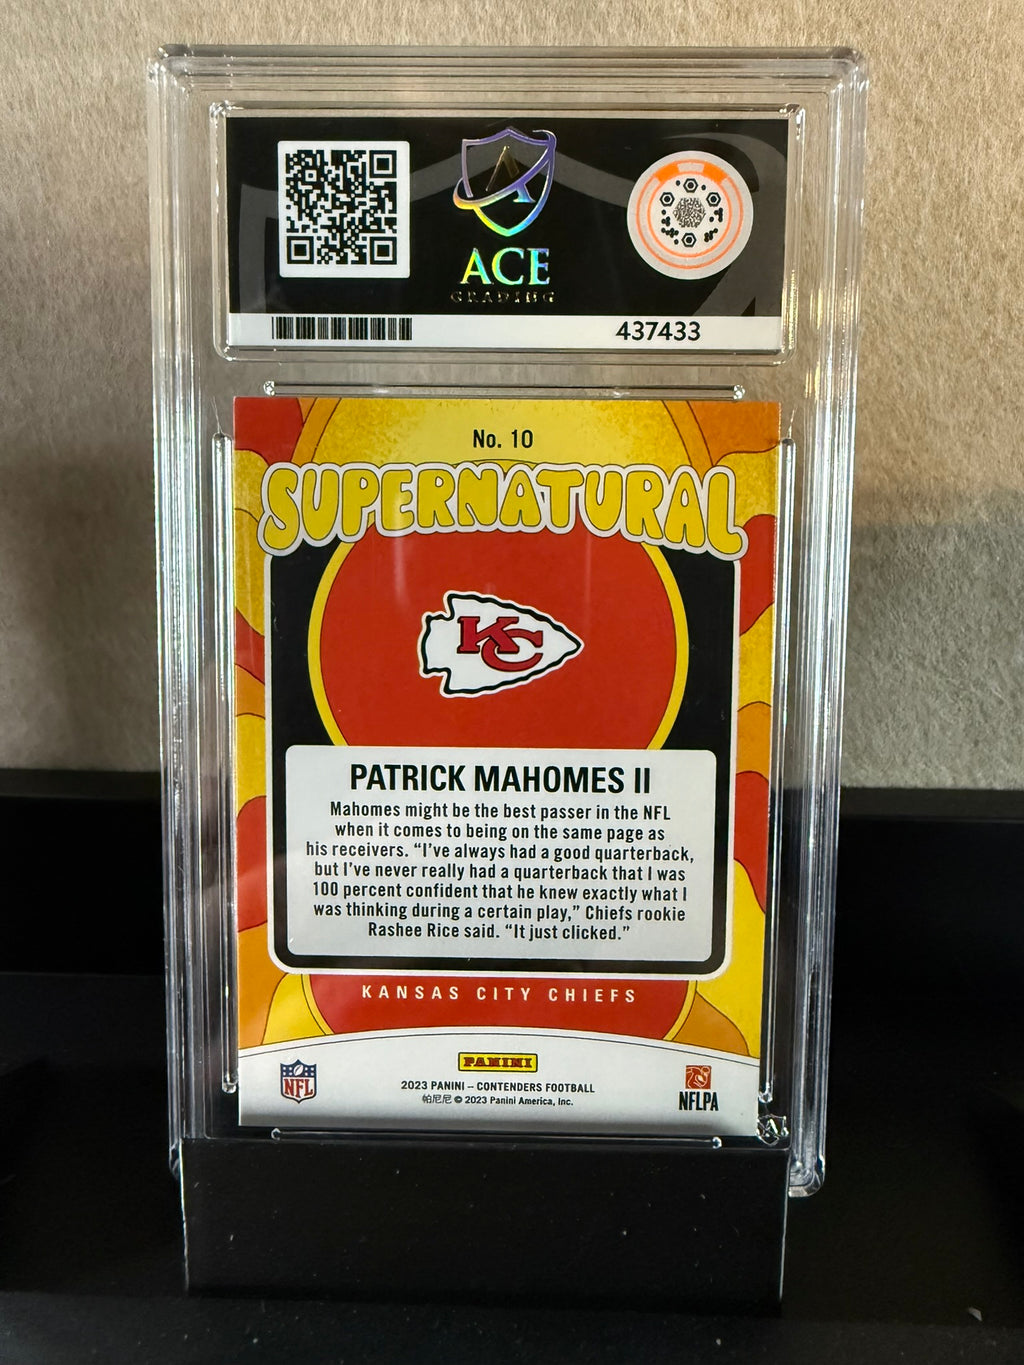 A
ACE
GRADING
437433
No. 10
SUPERNATURAL
KC
PATRICK MAHOMES II
Mahomes might be the best passer in the NFL
when it comes to being on the same page as
his receivers. “I’ve always had a good quarterback,
but I’ve never really had a quarterback that I was
100 percent confident that he knew exactly what I
was thinking during a certain play,” Chiefs rookie
Rashee Rice said. “It just clicked.”
KANSAS CITY CHIEFS
PANINI
NFL
2023 PANINI – CONTENDERS FOOTBALL
帕尼尼 © 2023 Panini America, Inc.
NFLPA
A